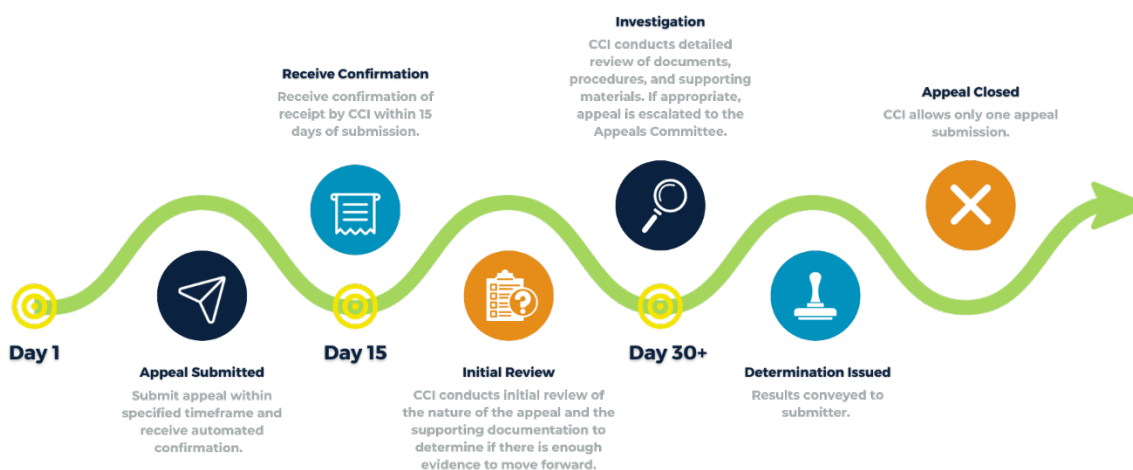 Investigation
CCI conducts detailed
review of documents,
procedures, and supporting
materials. If appropriate,
appeal is escalated to the
Appeals Committee.
Receive Confirmation
Receive confirmation of
receipt by CCI within 15
days of submission.
Appeal Closed
CCI allows only one appeal
submission.
Day 1
Day 15
Day 30+
Appeal Submitted
Submit appeal within
specified timeframe and
receive automated
confirmation.
Initial Review
CCI conducts initial review of
the nature of the appeal and the
supporting documentation to
determine if there is enough
evidence to move forward.
Determination Issued
Results conveyed to
submitter.